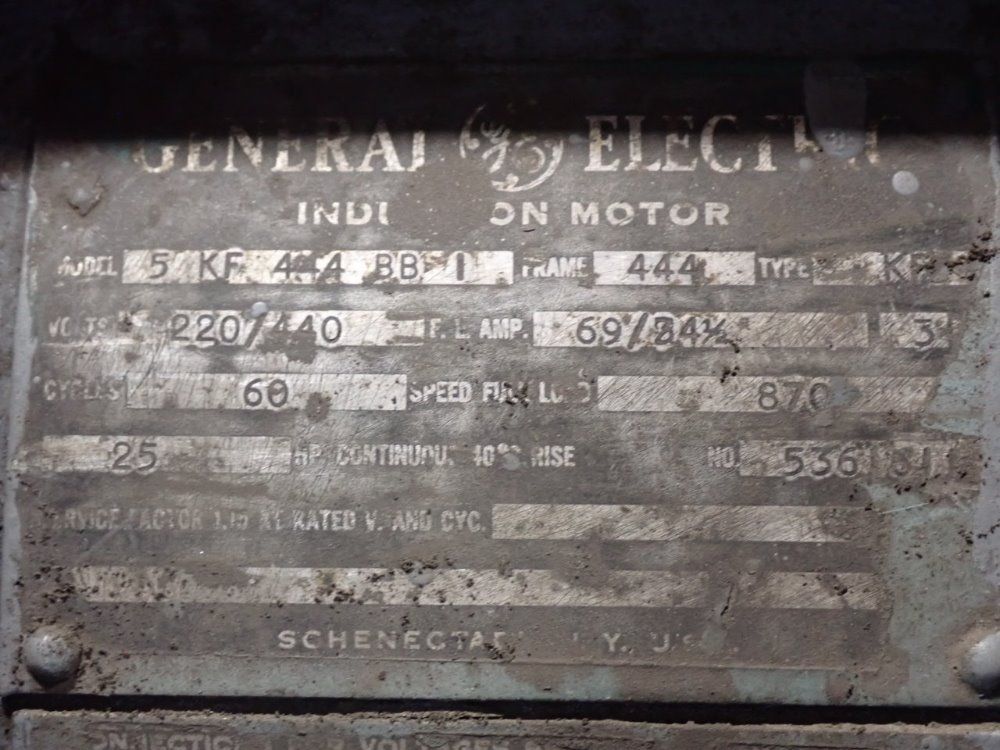 GENERAL ELECTRIC
INDUCTION MOTOR
MODEL 5 KF 444 BB 1 FRAME 444 TYPE KF
VOLTS 220/440 F. L. AMP. 69/34½ 3
CYCLES 60 SPEED FULL LOAD 870
25 HP. CONTINUOUS 40°C RISE NO. 536
SERVICE FACTOR 1.15 AT RATED V. AND CYC.
SCHENECTADY N.Y. U.S.A.